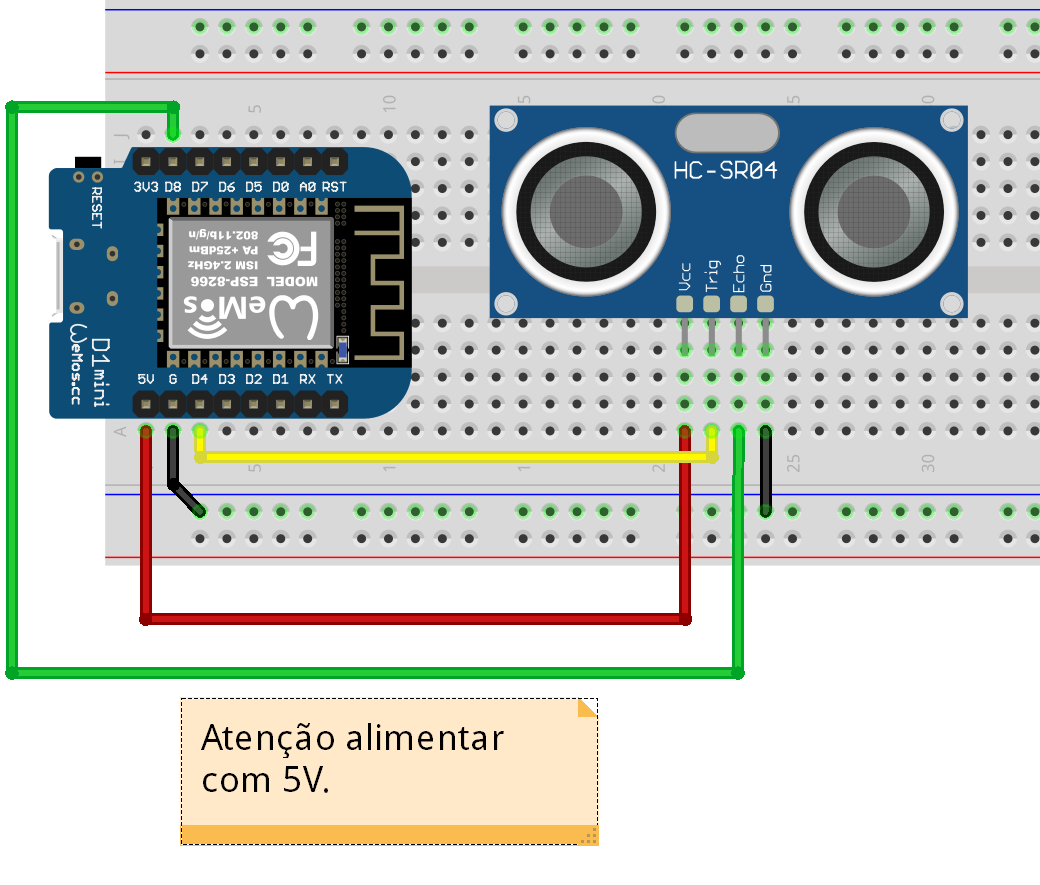 5
10
5
0
5
0
J
I
3V3 D8 D7 D6 D5 D0 A0 RST
RESET
802.11b/g/n
PA +25dBm
ISM 2.4GHz
ESP-8266
MODEL
FC
WeMos
D1mini
WeMos.cc
5V G D4 D3 D2 D1 RX TX
HC-SR04
Vcc
Trig
Echo
Gnd
A
5
1
1
2
25
30
Atenção alimentar
com 5V.